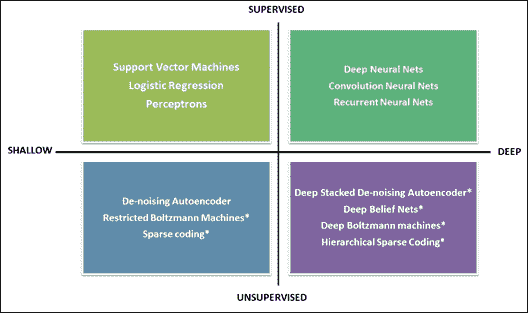 SUPERVISED
Support Vector Machines
Logistic Regression
Perceptrons
Deep Neural Nets
Convolution Neural Nets
Recurrent Neural Nets
SHALLOW
DEEP
De-noising Autoencoder
Restricted Boltzmann Machines*
Sparse coding*
Deep Stacked De-noising Autoencoder*
Deep Belief Nets*
Deep Boltzmann machines*
Hierarchical Sparse Coding*
UNSUPERVISED